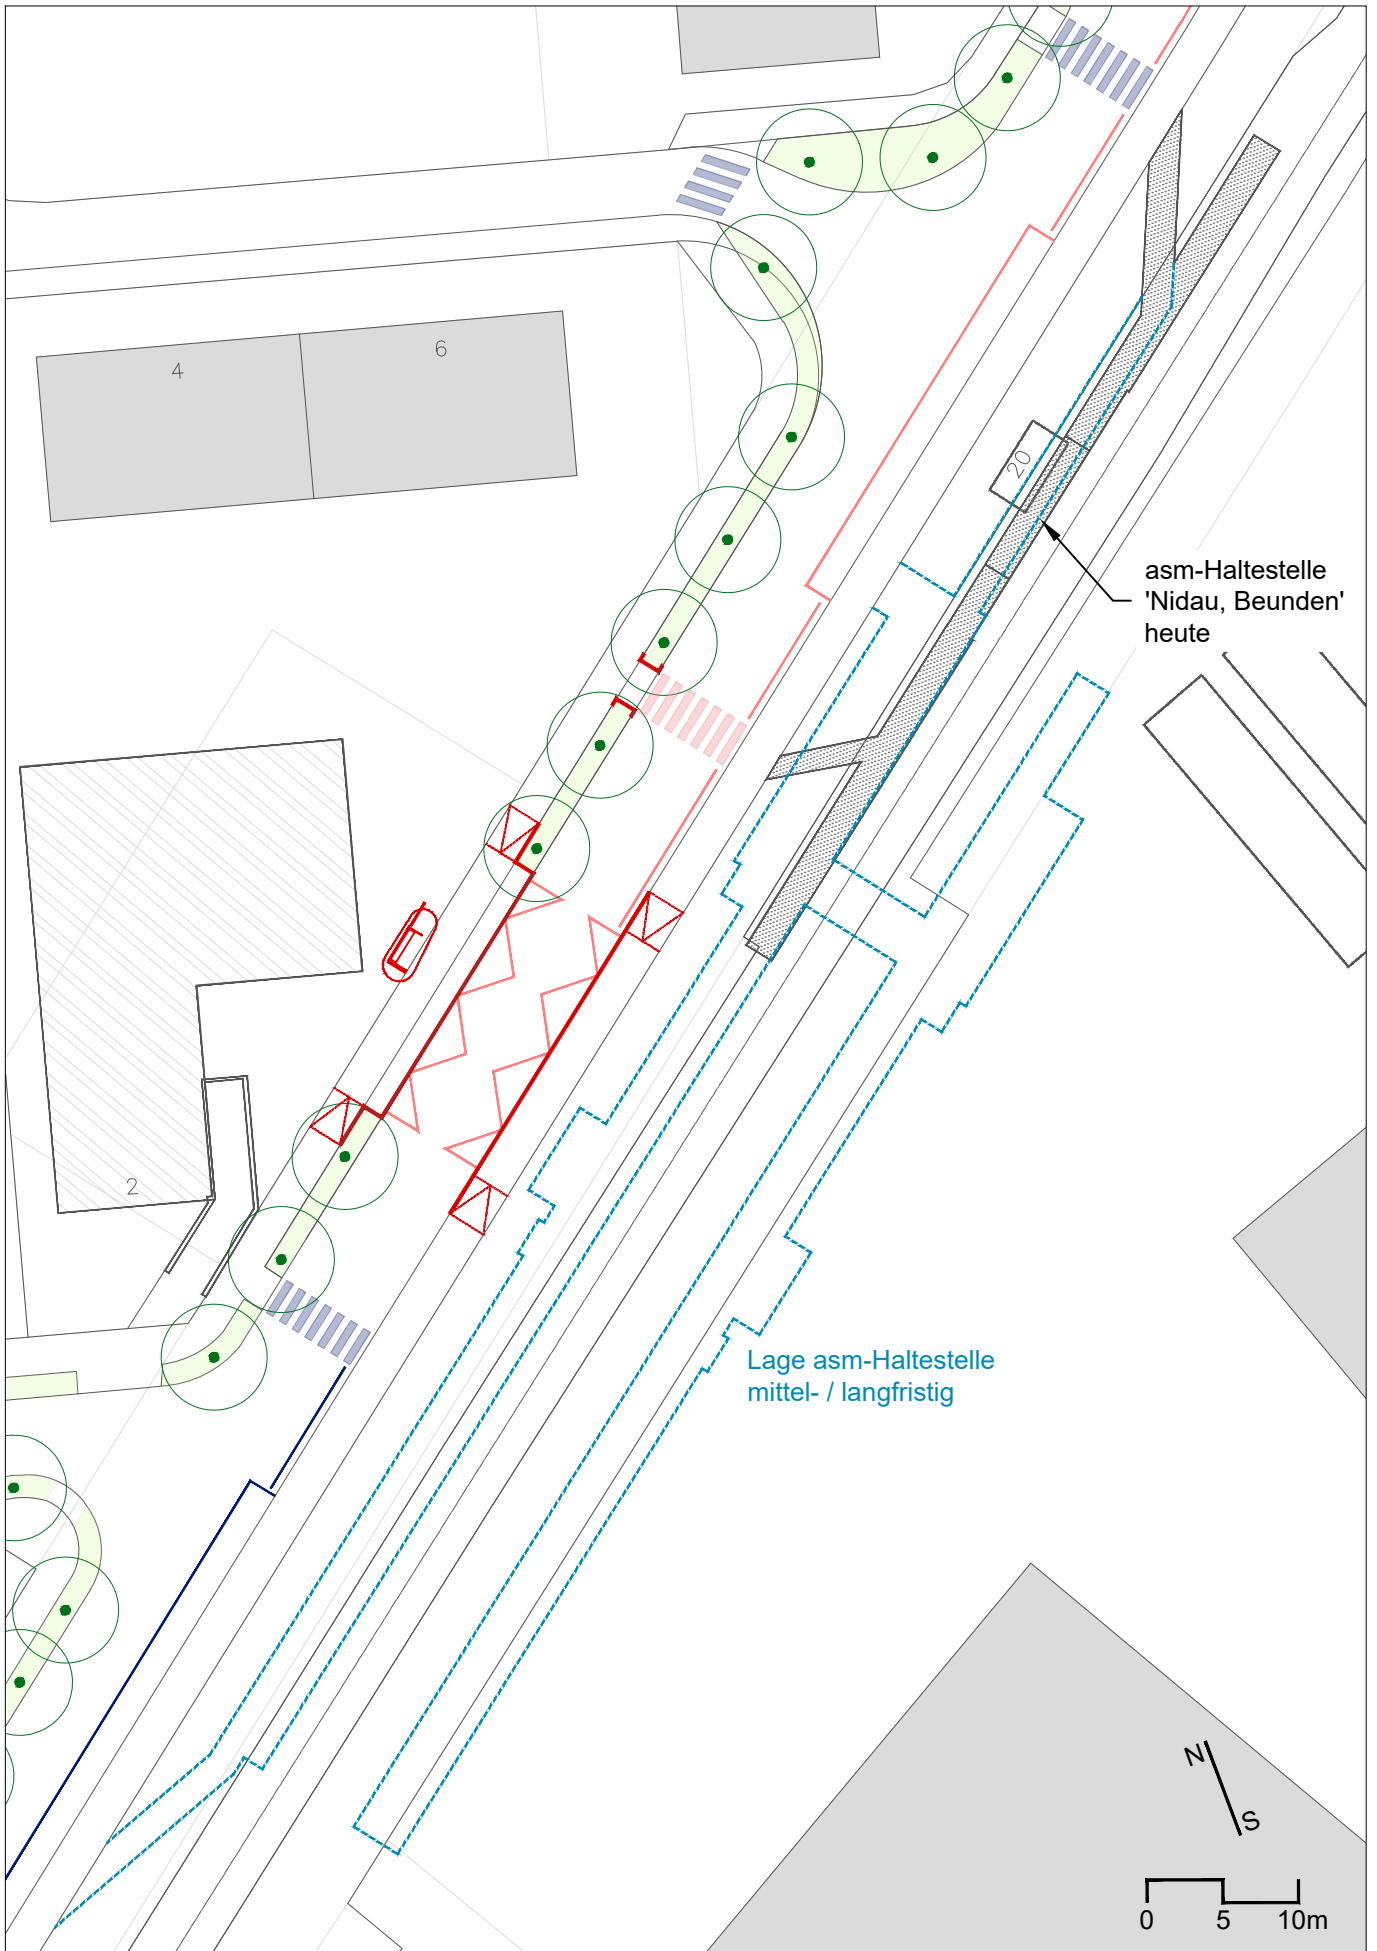 4
6
20
asm-Haltestelle
'Nidau, Beunden'
heute
2
Lage asm-Haltestelle
mittel- / langfristig
N
S
0 5 10m